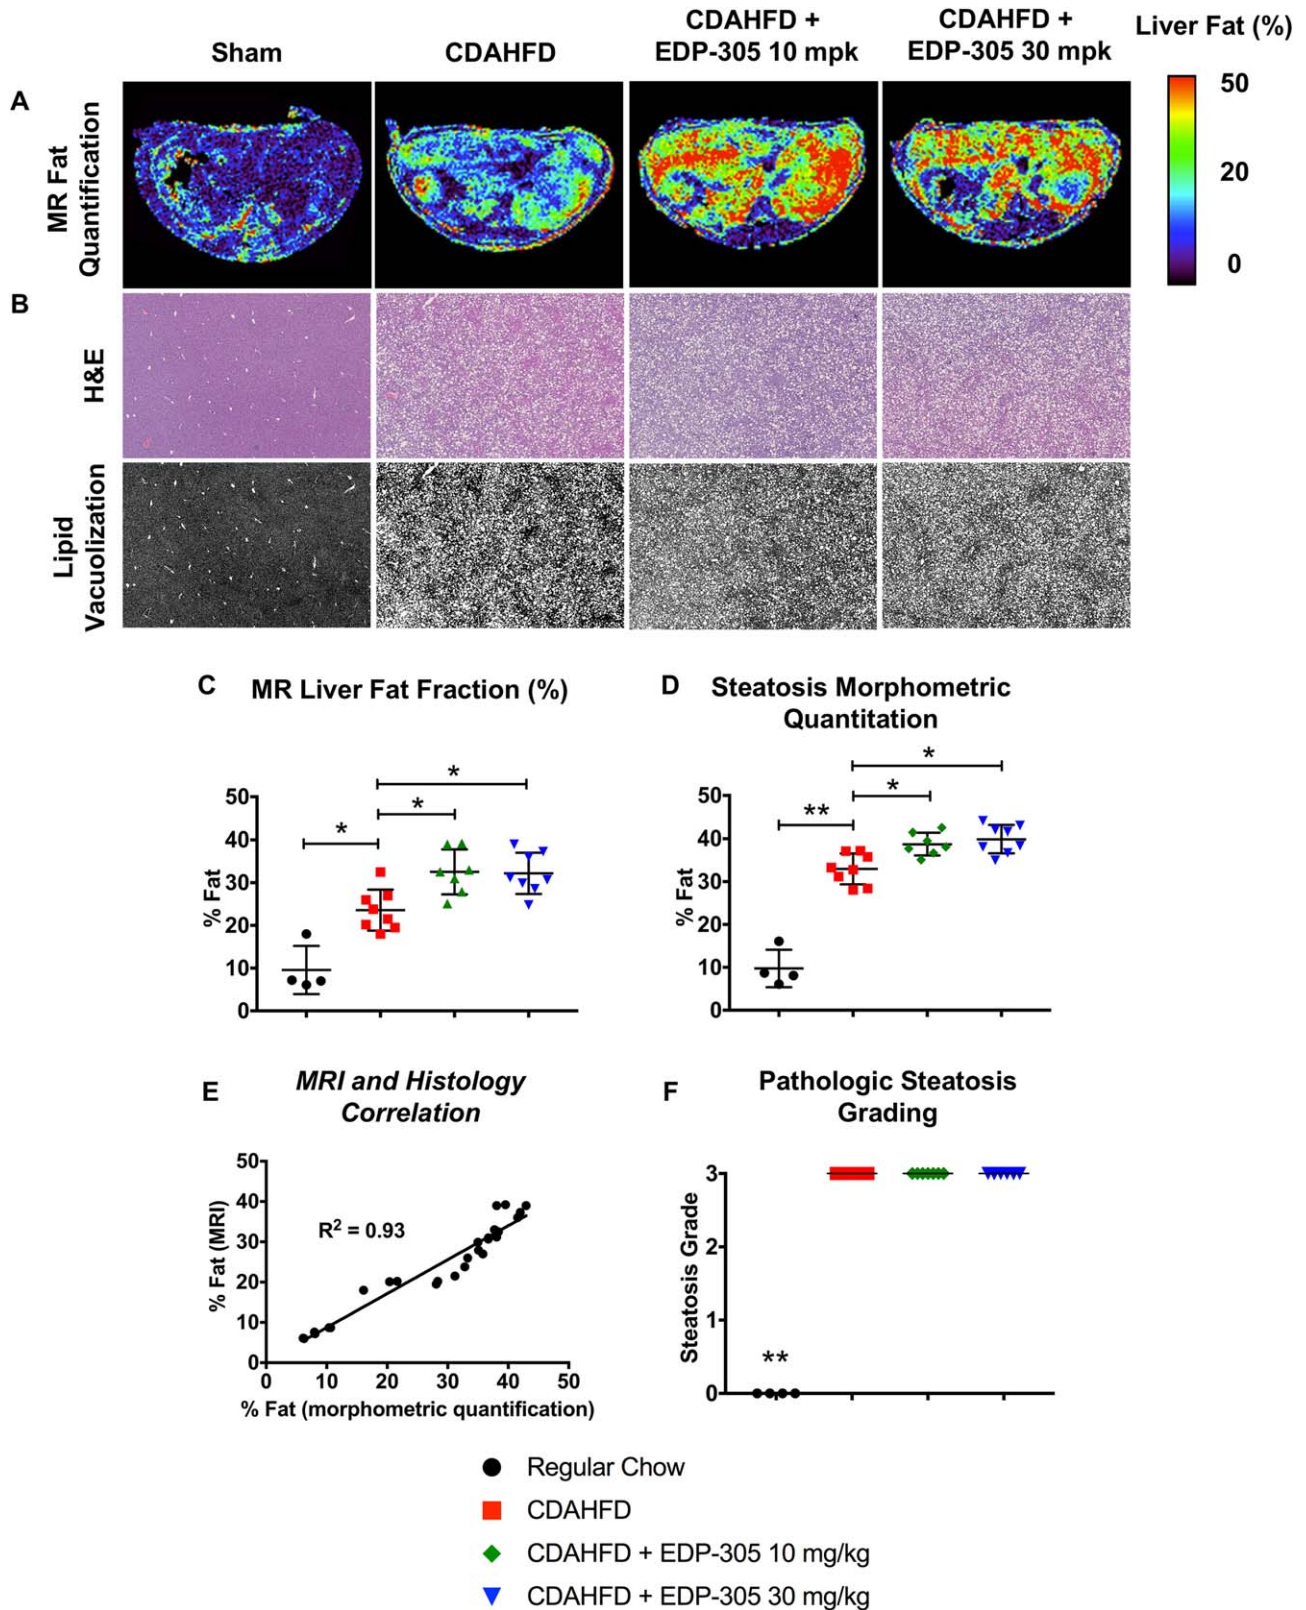 Sham
CDAHFD
CDAHFD +
EDP-305 10 mpk
CDAHFD +
EDP-305 30 mpk
Liver Fat (%)
A
MR Fat
Quantification
50
20
0
B
H&E
Lipid
Vacuolization
C
MR Liver Fat Fraction (%)
% Fat
50
40
30
20
10
0
*
*
*
D
Steatosis Morphometric
Quantitation
% Fat
50
40
30
20
10
0
**
*
*
E
MRI and Histology
Correlation
% Fat (MRI)
50
40
30
20
10
0
R² = 0.93
0 10 20 30 40 50
% Fat (morphometric quantification)
F
Pathologic Steatosis
Grading
Steatosis Grade
3
2
1
0
**
Regular Chow
CDAHFD
CDAHFD + EDP-305 10 mg/kg
CDAHFD + EDP-305 30 mg/kg